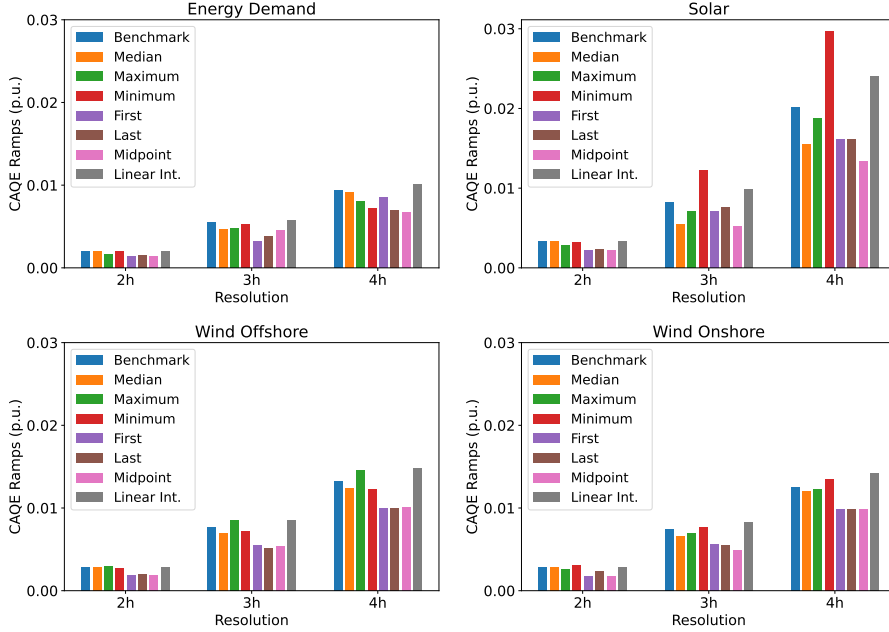 Energy Demand
CAQE Ramps (p.u.)
0.03
0.02
0.01
0.00
Benchmark
Median
Maximum
Minimum
First
Last
Midpoint
Linear Int.
2h
3h
4h
Resolution
Solar
CAQE Ramps (p.u.)
0.03
0.02
0.01
0.00
Benchmark
Median
Maximum
Minimum
First
Last
Midpoint
Linear Int.
2h
3h
4h
Resolution
Wind Offshore
CAQE Ramps (p.u.)
0.03
0.02
0.01
0.00
Benchmark
Median
Maximum
Minimum
First
Last
Midpoint
Linear Int.
2h
3h
4h
Resolution
Wind Onshore
CAQE Ramps (p.u.)
0.03
0.02
0.01
0.00
Benchmark
Median
Maximum
Minimum
First
Last
Midpoint
Linear Int.
2h
3h
4h
Resolution